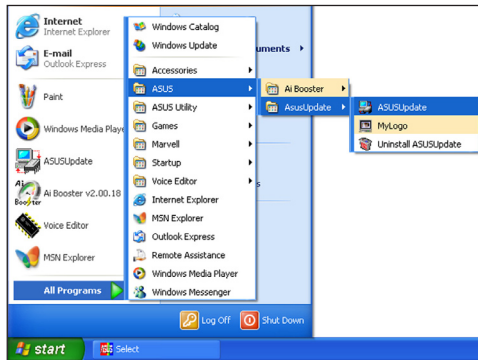 Internet
Internet Explorer
E-mail
Outlook Express
Paint
Windows Media Playe
ASUSUpdate
Ai Booster v2.00.18
Voice Editor
MSN Explorer
All Programs
Windows Catalog
Windows Update
Accessories
ASUS
ASUS Utility
Games
Marvell
Startup
Voice Editor
Internet Explorer
MSN Explorer
Outlook Express
Remote Assistance
Windows Media Player
Windows Messenger
uments
s
Ai Booster
AsusUpdate
ASUSUpdate
MyLogo
Uninstall ASUSUpdate
Log Off
Shut Down
start
Select